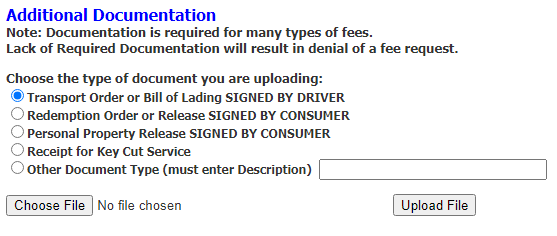 Additional Documentation
Note: Documentation is required for many types of fees.
Lack of Required Documentation will result in denial of a fee request.
Choose the type of document you are uploading:
Transport Order or Bill of Lading SIGNED BY DRIVER
Redemption Order or Release SIGNED BY CONSUMER
Personal Property Release SIGNED BY CONSUMER
Receipt for Key Cut Service
Other Document Type (must enter Description)
Choose File No file chosen Upload File